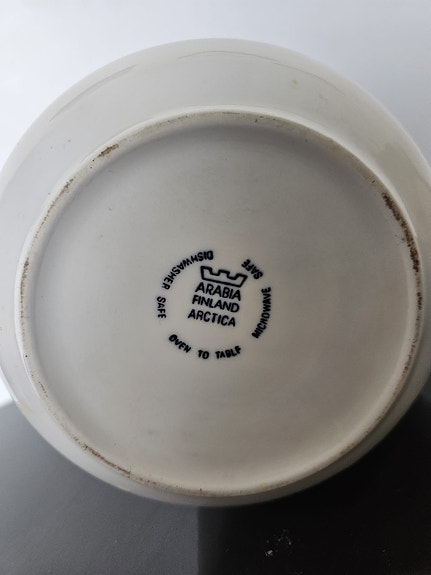 ARABIA
FINLAND
ARCTICA
DISHWASHER SAFE
OVEN TO TABLE
MICROWAVE SAFE